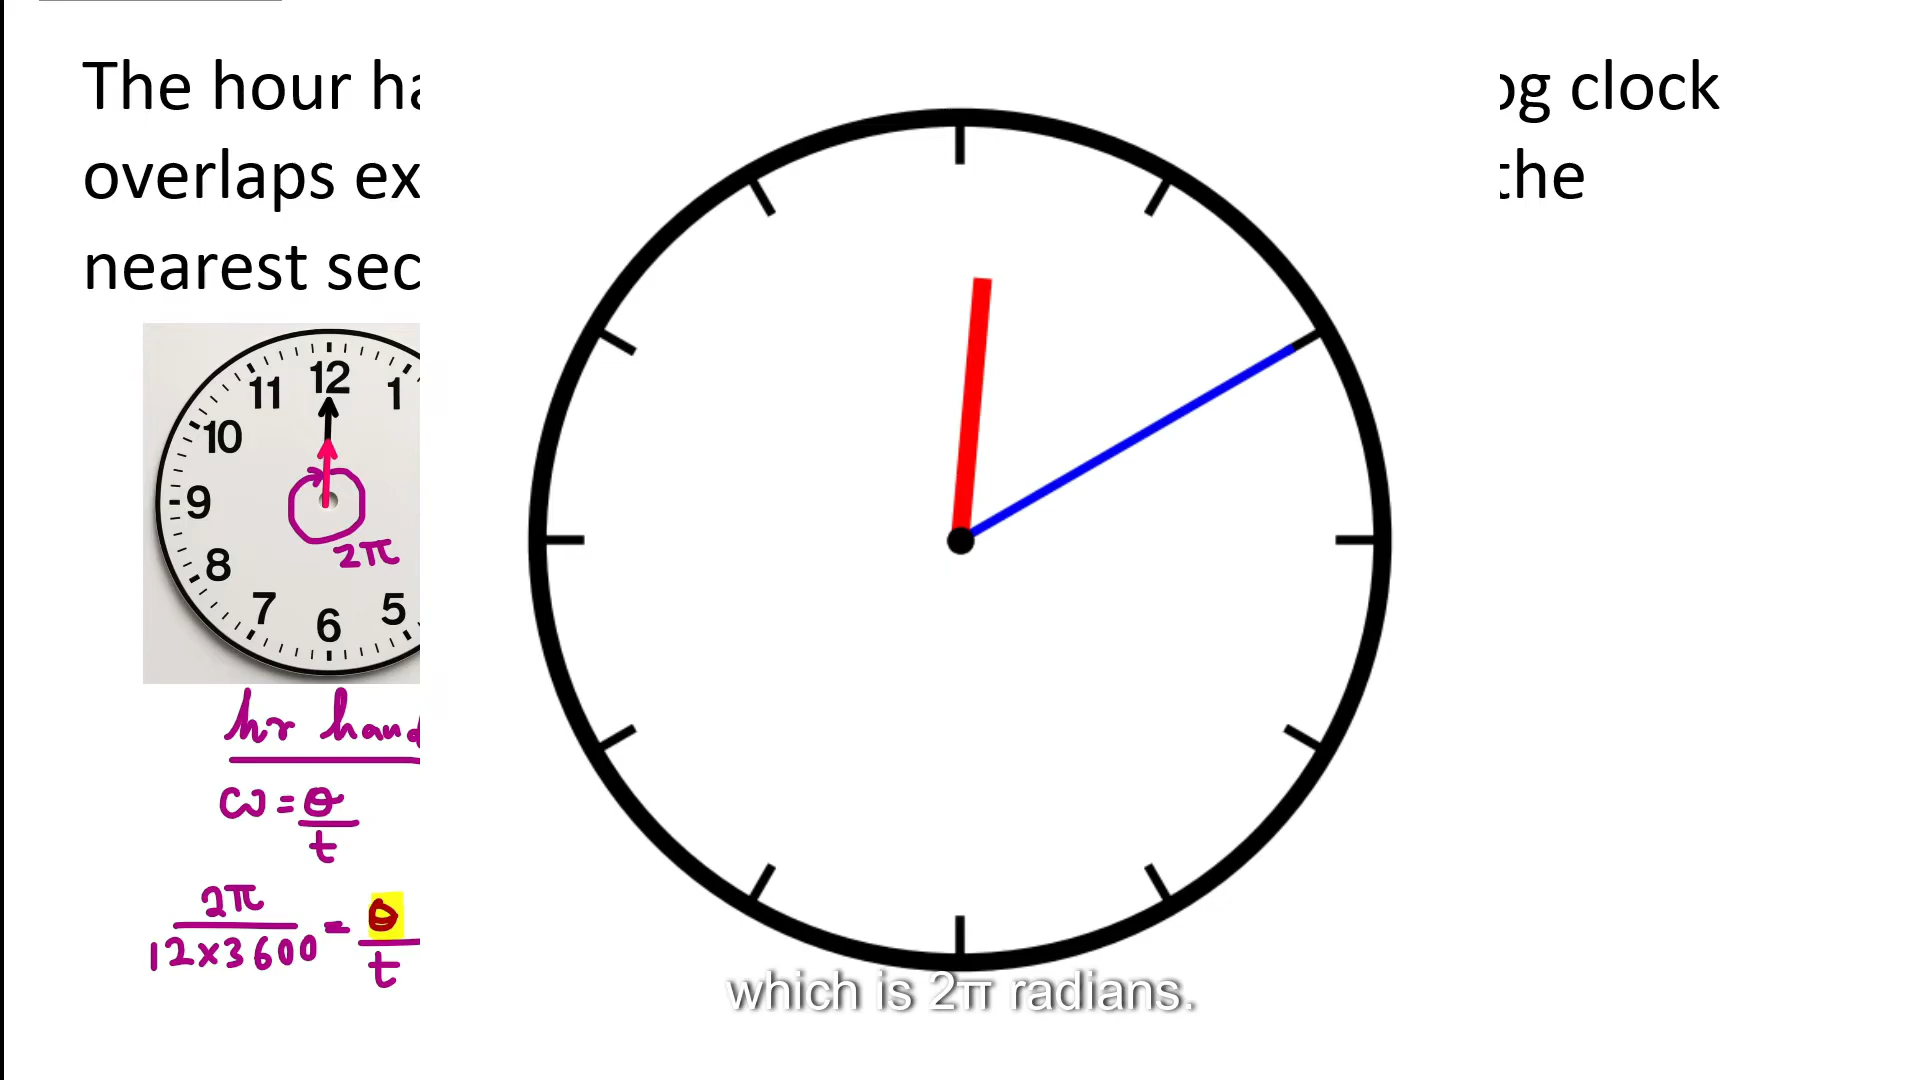 The hour ha og clock
overlaps ex the
nearest sec
12
11
1
10
9
8
7
6
5
2π
hr hand
ω = θ
t
2π = θ
12×3600 t
which is 2π radians.